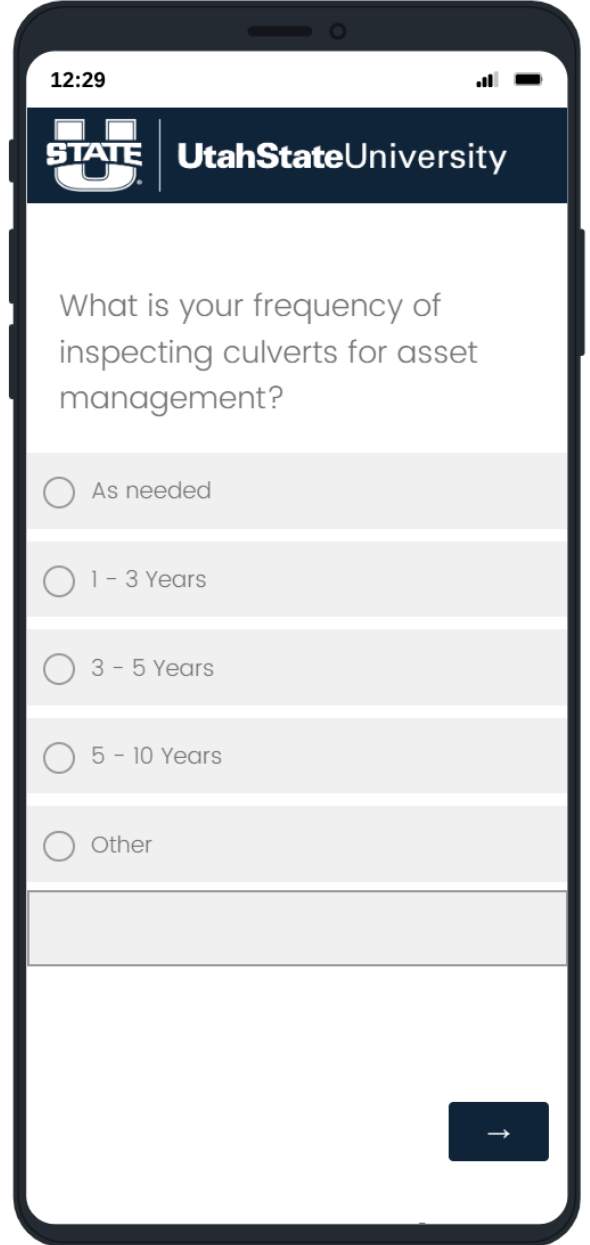 12:29
STATE
UtahStateUniversity
What is your frequency of
inspecting culverts for asset
management?
As needed
1 - 3 Years
3 - 5 Years
5 - 10 Years
Other
→